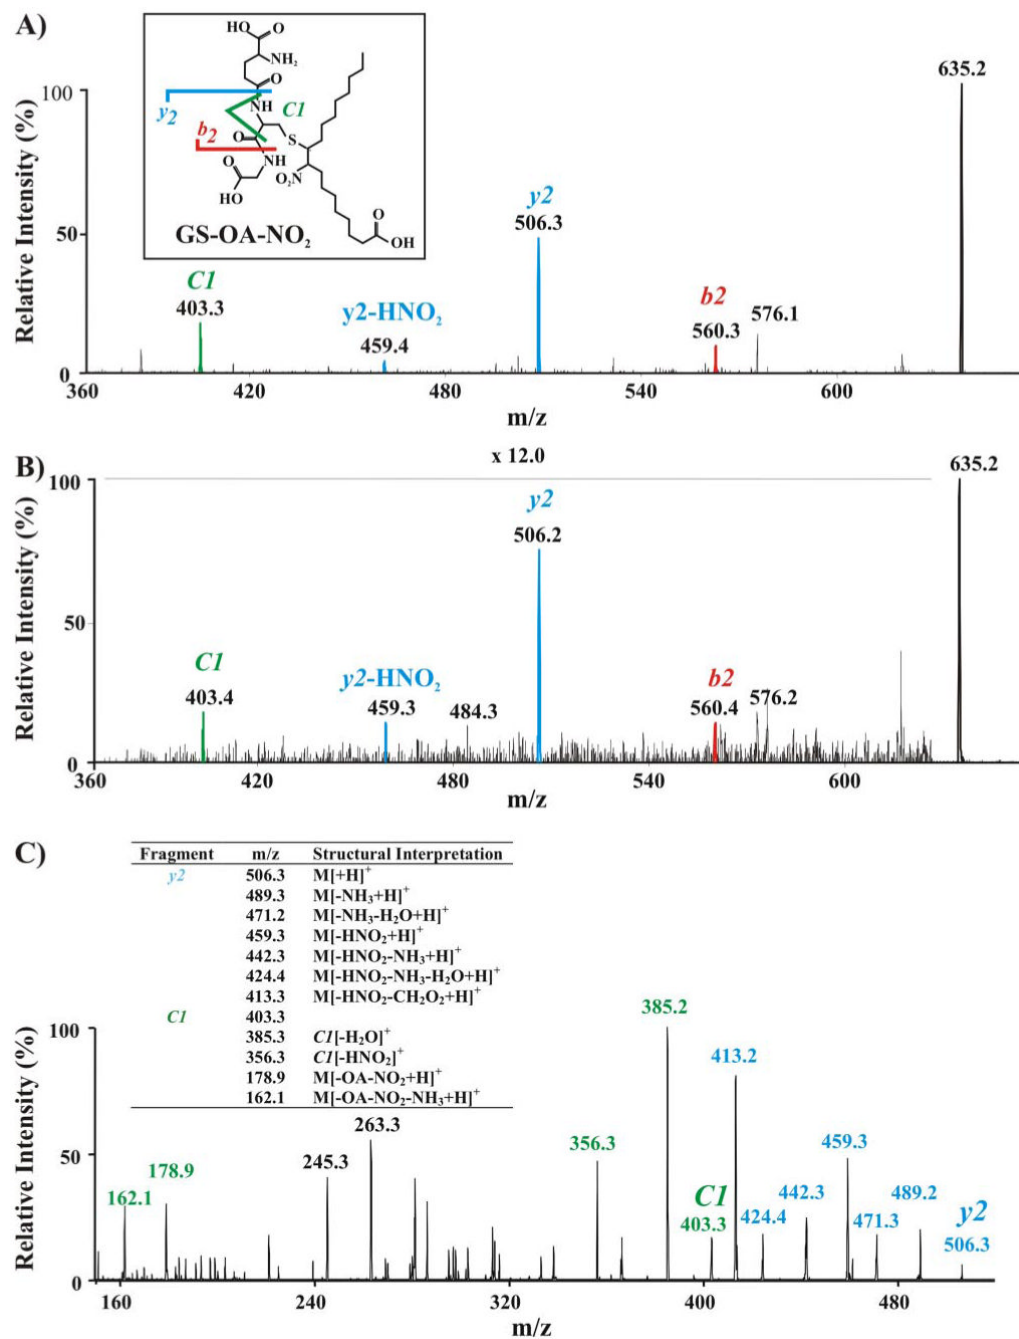 A)
HO
O
NH₂
O
y2
NH
C1
b2
O
S
NH
O
O₂N
HO
O
OH
GS-OA-NO₂
635.2
y2
506.3
C1
403.3
y2-HNO₂
459.4
b2
560.3
576.1
100
50
0
Relative Intensity (%)
360 420 480 540 600
m/z
B)
x 12.0
635.2
y2
506.2
C1
403.4
y2-HNO₂
459.3
484.3
b2
560.4
576.2
100
50
0
Relative Intensity (%)
360 420 480 540 600
m/z
C)
Fragment m/z Structural Interpretation
y2 506.3 M[+H]⁺
489.3 M[-NH₃+H]⁺
471.2 M[-NH₃-H₂O+H]⁺
459.3 M[-HNO₂+H]⁺
442.3 M[-HNO₂-NH₃+H]⁺
424.4 M[-HNO₂-NH₃-H₂O+H]⁺
413.3 M[-HNO₂-CH₂O₂+H]⁺
C1 403.3
385.3 C1[-H₂O]⁺
356.3 C1[-HNO₂]⁺
178.9 M[-OA-NO₂+H]⁺
162.1 M[-OA-NO₂-NH₃+H]⁺
385.2
413.2
263.3
356.3
459.3
245.3
178.9
162.1
C1
403.3
442.3
424.4
489.2
471.3
y2
506.3
100
50
0
Relative Intensity (%)
160 240 320 400 480
m/z